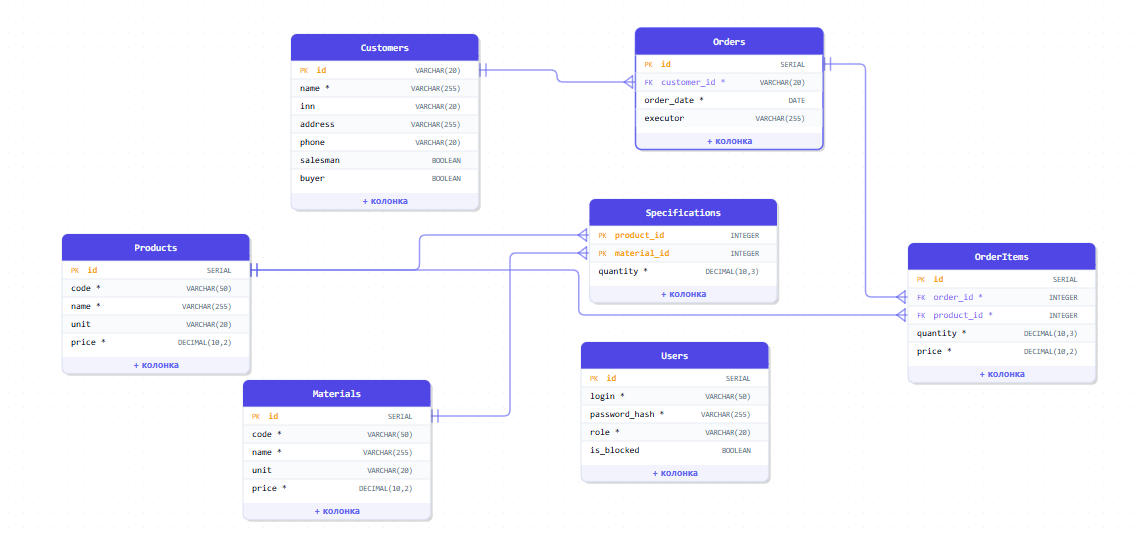 Customers
PK id VARCHAR(20)
name * VARCHAR(255)
inn VARCHAR(20)
address VARCHAR(255)
phone VARCHAR(20)
salesman BOOLEAN
buyer BOOLEAN
+ колонка
Orders
PK id SERIAL
FK customer_id * VARCHAR(20)
order_date * DATE
executor VARCHAR(255)
+ колонка
Specifications
PK product_id INTEGER
PK material_id INTEGER
quantity * DECIMAL(10,3)
+ колонка
Products
PK id SERIAL
code * VARCHAR(50)
name * VARCHAR(255)
unit VARCHAR(20)
price * DECIMAL(10,2)
+ колонка
OrderItems
PK id SERIAL
FK order_id * INTEGER
FK product_id * INTEGER
quantity * DECIMAL(10,3)
price * DECIMAL(10,2)
+ колонка
Materials
PK id SERIAL
code * VARCHAR(50)
name * VARCHAR(255)
unit VARCHAR(20)
price * DECIMAL(10,2)
+ колонка
Users
PK id SERIAL
login * VARCHAR(50)
password_hash * VARCHAR(255)
role * VARCHAR(20)
is_blocked BOOLEAN
+ колонка